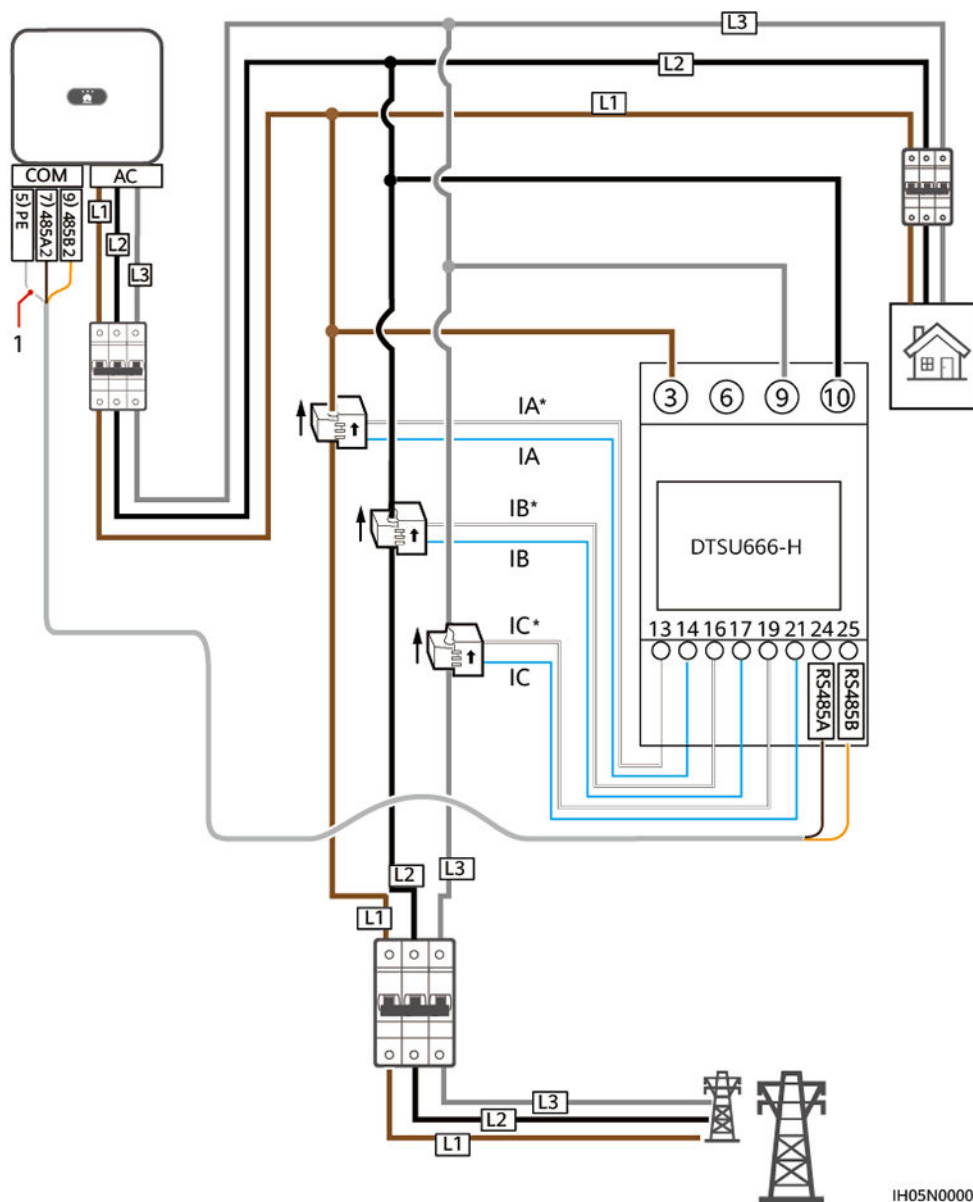 L3
L2
L1
COM
AC
5) PE
7) 485A2
9) 485B2
L1
L2
L3
1
3
6
9
10
IA*
IA
IB*
IB
DTSU666-H
IC*
IC
13 14 16 17 19 21 24 25
RS485A
RS485B
L2
L3
L1
L3
L2
L1
IH05N0000